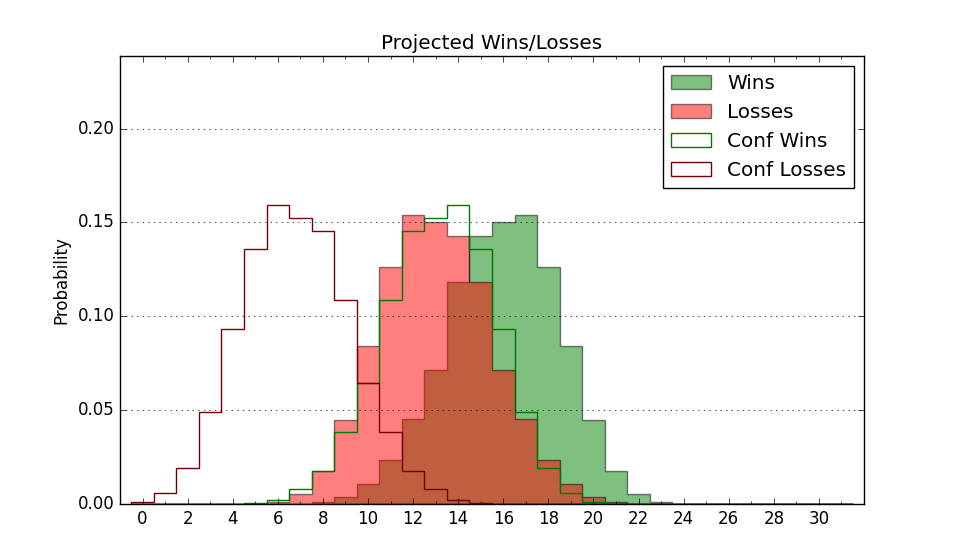 Projected Wins/Losses
Wins
Losses
Conf Wins
Conf Losses
Probability
0.20
0.15
0.10
0.05
0.00
0 2 4 6 8 10 12 14 16 18 20 22 24 26 28 30